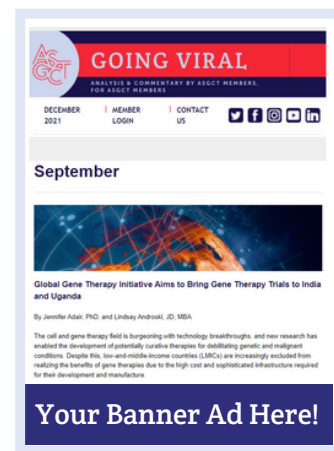 ASGCT
GOING VIRAL
ANALYSIS & COMMENTARY BY ASGCT MEMBERS,
FOR ASGCT MEMBERS
DECEMBER 2021
MEMBER LOGIN
CONTACT US
September
Global Gene Therapy Initiative Aims to Bring Gene Therapy Trials to India
and Uganda
By Jennifer Adair, PhD, and Lindsay Androski, JD, MBA
The cell and gene therapy field is burgeoning with technology breakthroughs, and new research has
enabled the development of potentially curative therapies for debilitating genetic and malignant
conditions. Despite this, low-and-middle-income countries (LMICs) are increasingly excluded from
realizing the benefits of gene therapies due to the high cost and sophisticated infrastructure required
for their development and manufacture.
Your Banner Ad Here!